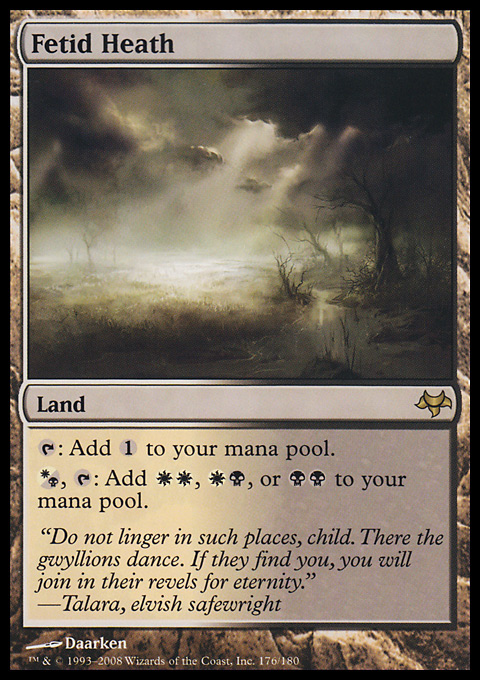 Fetid Heath
Land
: Add 1 to your mana pool.
, : Add , , or to your
mana pool.
“Do not linger in such places, child. There the
gwyllions dance. If they find you, you will
join in their revels for eternity.”
—Talara, elvish safewright
Daarken
™ & © 1993–2008 Wizards of the Coast, Inc. 176/180